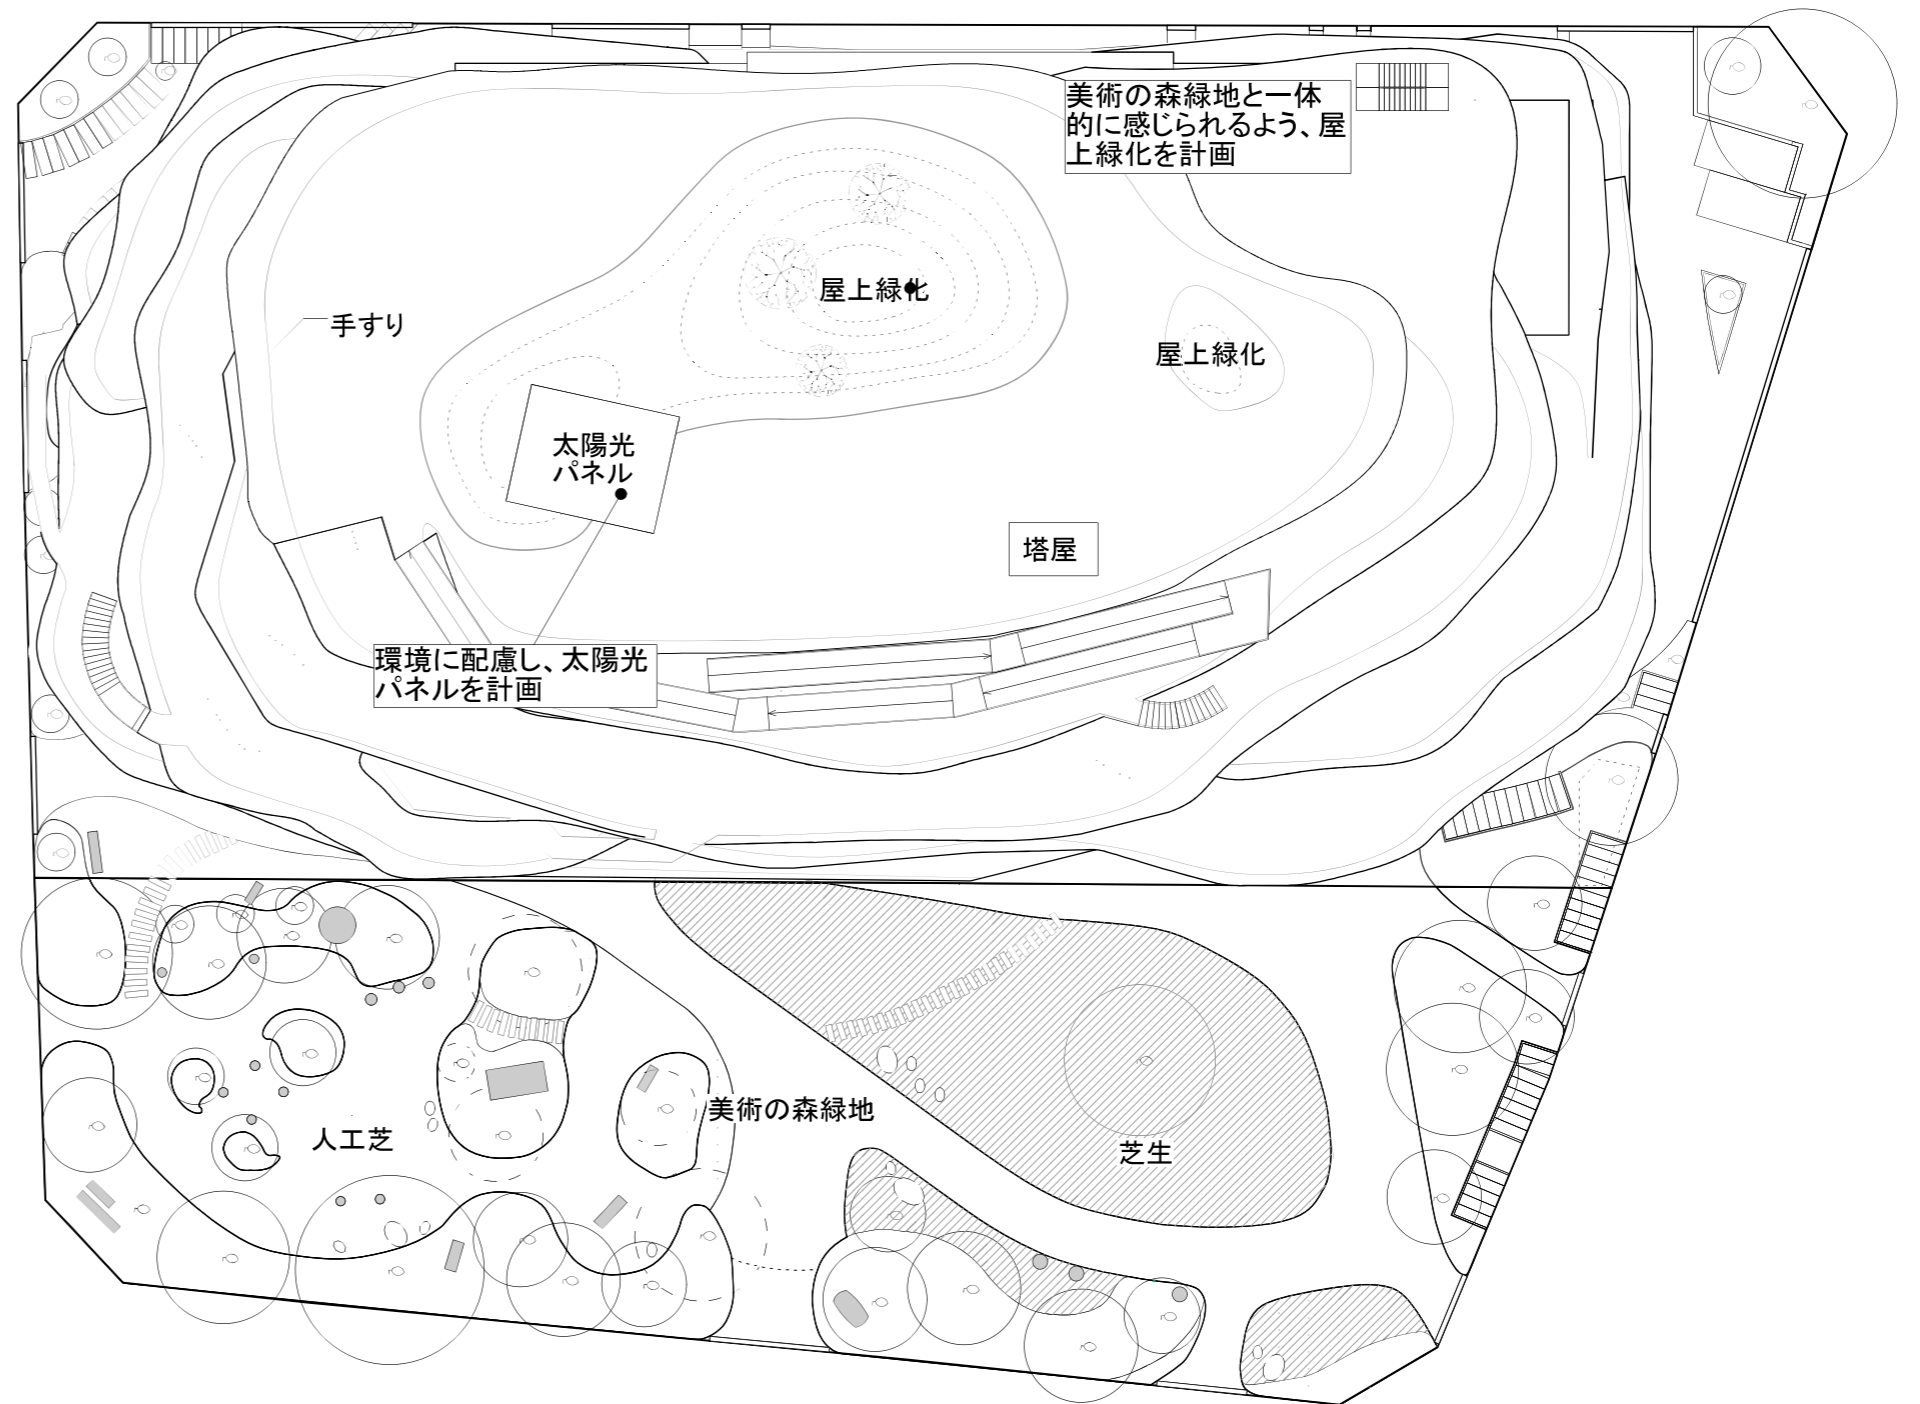 美術の森緑地と一体
的に感じられるよう、屋
上緑化を計画
屋上緑化
手すり
屋上緑化
太陽光
パネル
塔屋
環境に配慮し、太陽光
パネルを計画
美術の森緑地
人工芝
芝生